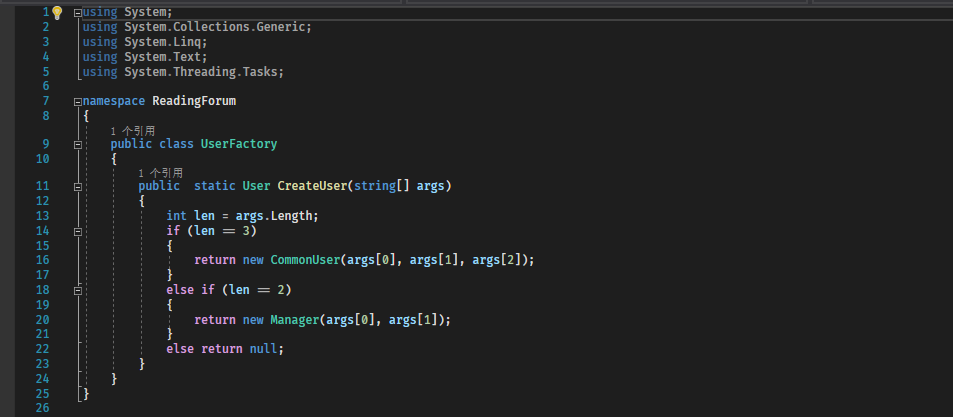 1 using System;
2 using System.Collections.Generic;
3 using System.Linq;
4 using System.Text;
5 using System.Threading.Tasks;
6
7 namespace ReadingForum
8 {
1 个引用
9 public class UserFactory
10 {
1 个引用
11 public  static User CreateUser(string[] args)
12 {
13 int len = args.Length;
14 if (len == 3)
15 {
16 return new CommonUser(args[0], args[1], args[2]);
17 }
18 else if (len == 2)
19 {
20 return new Manager(args[0], args[1]);
21 }
22 else return null;
23 }
24 }
25 }
26